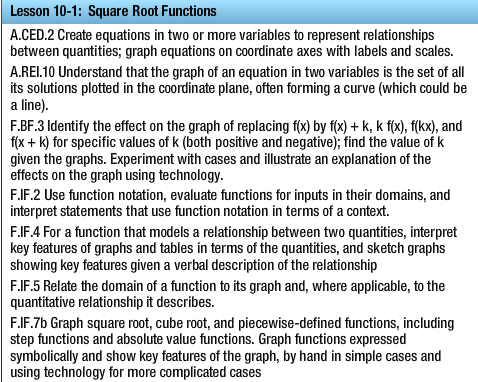 Lesson 10-1: Square Root Functions
A.CED.2 Create equations in two or more variables to represent relationships
between quantities; graph equations on coordinate axes with labels and scales.
A.REI.10 Understand that the graph of an equation in two variables is the set of all
its solutions plotted in the coordinate plane, often forming a curve (which could be
a line).
F.BF.3 Identify the effect on the graph of replacing f(x) by f(x) + k, k f(x), f(kx), and
f(x + k) for specific values of k (both positive and negative); find the value of k
given the graphs. Experiment with cases and illustrate an explanation of the
effects on the graph using technology.
F.IF.2 Use function notation, evaluate functions for inputs in their domains, and
interpret statements that use function notation in terms of a context.
F.IF.4 For a function that models a relationship between two quantities, interpret
key features of graphs and tables in terms of the quantities, and sketch graphs
showing key features given a verbal description of the relationship
F.IF.5 Relate the domain of a function to its graph and, where applicable, to the
quantitative relationship it describes.
F.IF.7b Graph square root, cube root, and piecewise-defined functions, including
step functions and absolute value functions. Graph functions expressed
symbolically and show key features of the graph, by hand in simple cases and
using technology for more complicated cases